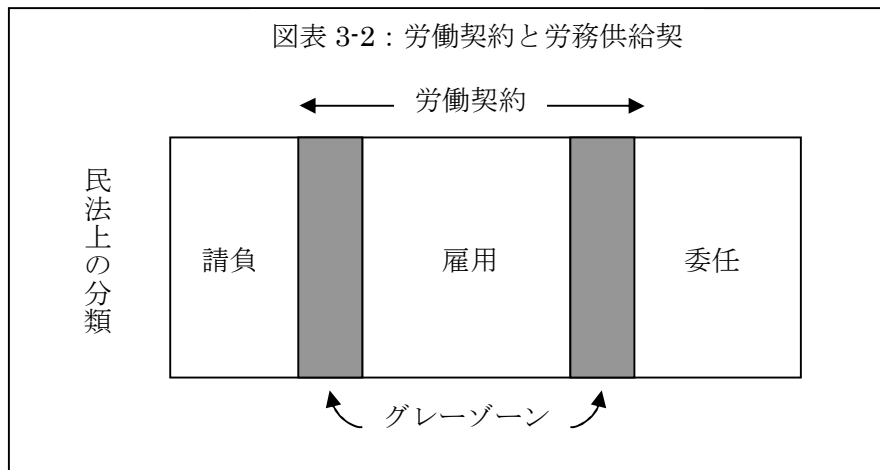 図表 3-2：労働契約と労務供給契
労働契約
民法上の分類
請負
雇用
委任
グレーゾーン